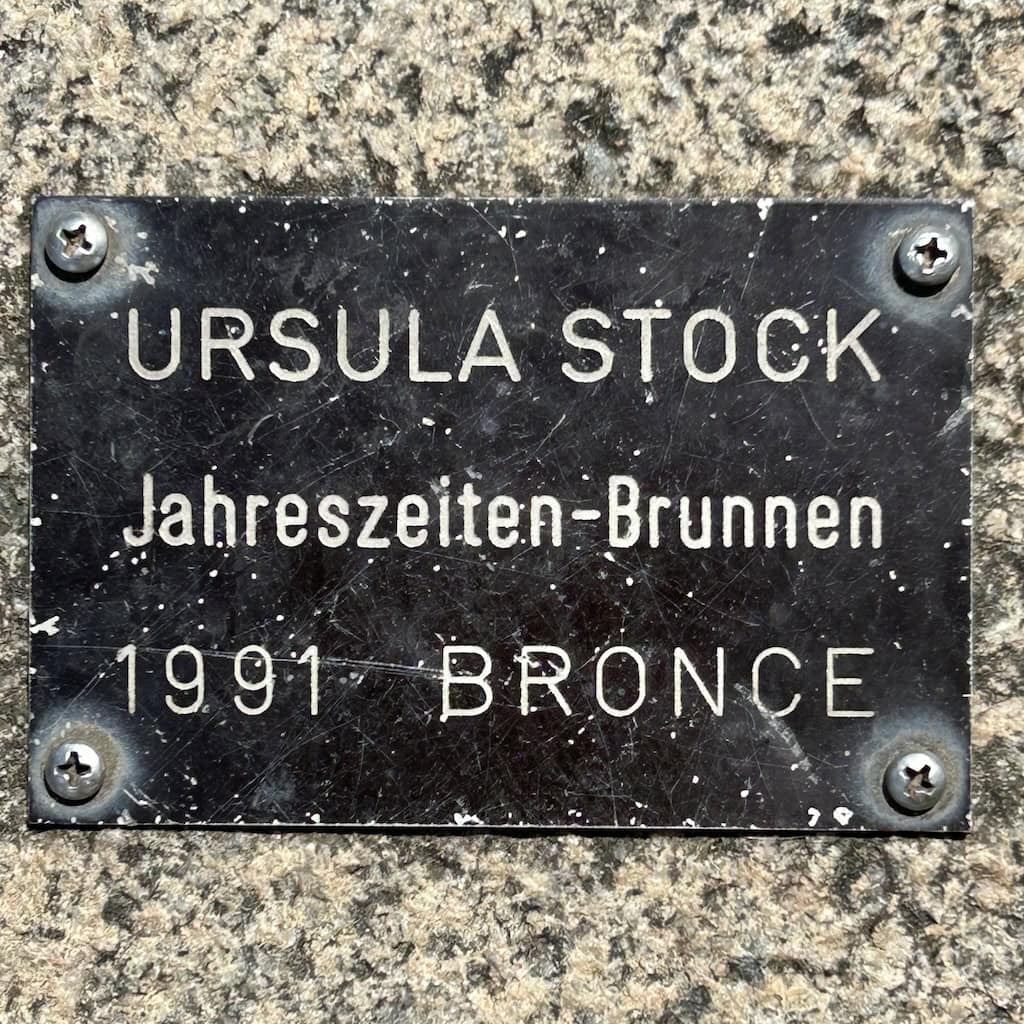 URSULA STOCK
Jahreszeiten-Brunnen
1991 BRONCE